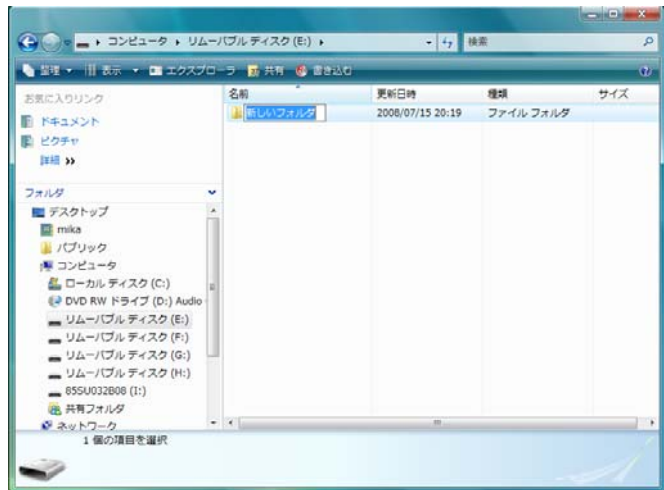 コンピュータ ▸ リムーバブル ディスク (E:) ▸
検索
整理 表示 エクスプローラ 共有 書き込む
お気に入りリンク
ドキュメント
ピクチャ
詳細 >>
フォルダ
デスクトップ
mika
パブリック
コンピュータ
ローカル ディスク (C:)
DVD RW ドライブ (D:) Audio
リムーバブル ディスク (E:)
リムーバブル ディスク (F:)
リムーバブル ディスク (G:)
リムーバブル ディスク (H:)
85SU032B08 (I:)
共有フォルダ
ネットワーク
名前 更新日時 種類 サイズ
新しいフォルダ 2008/07/15 20:19 ファイル フォルダ
1 個の項目を選択